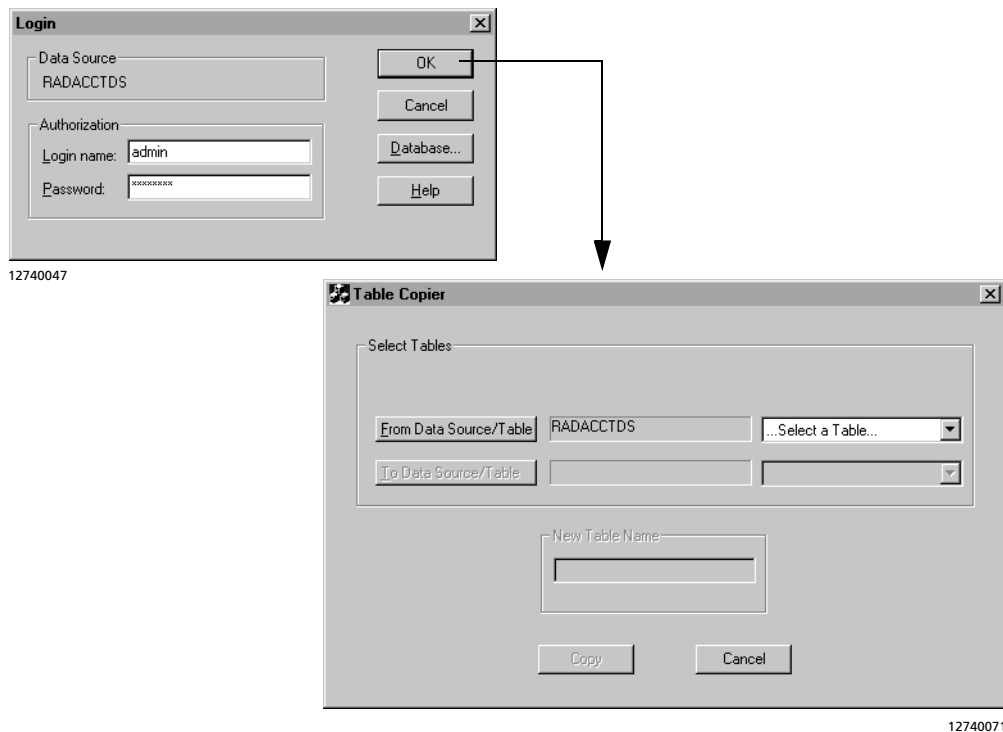 Login
Data Source
RADACCTDS
OK
Cancel
Authorization
Login name: admin
Database...
Password: ********
Help
12740047
Table Copier
Select Tables
From Data Source/Table RADACCTDS ...Select a Table...
To Data Source/Table
New Table Name
Copy Cancel
12740071